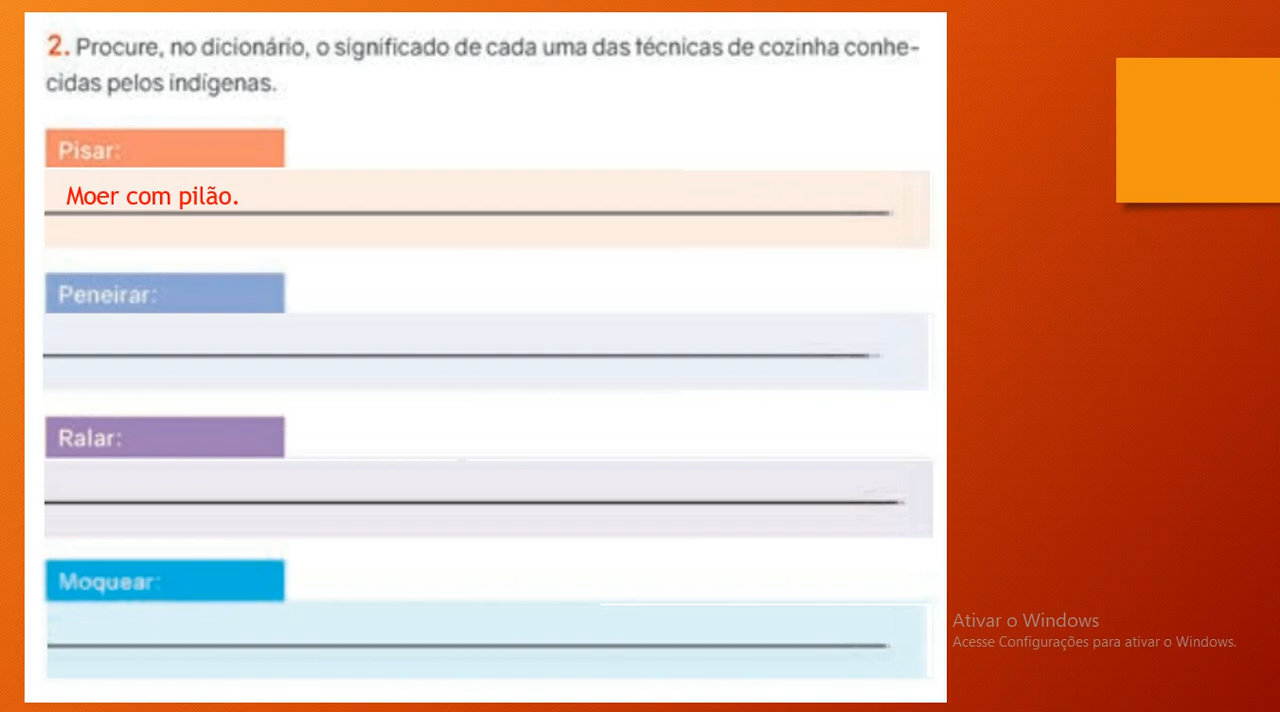 2. Procure, no dicionário, o significado de cada uma das técnicas de cozinha conhe-
cidas pelos indígenas.
Pisar:
Moer com pilão.
Peneirar:
Ralar:
Moquear:
Ativar o Windows
Acesse Configurações para ativar o Windows.